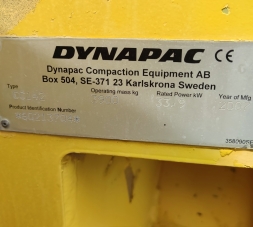 DYNAPAC CE
Dynapac Compaction Equipment AB
Box 504, SE-371 23 Karlskrona Sweden
Type Operating mass kg Rated Power kW Year of Mfg
Product Identification Number